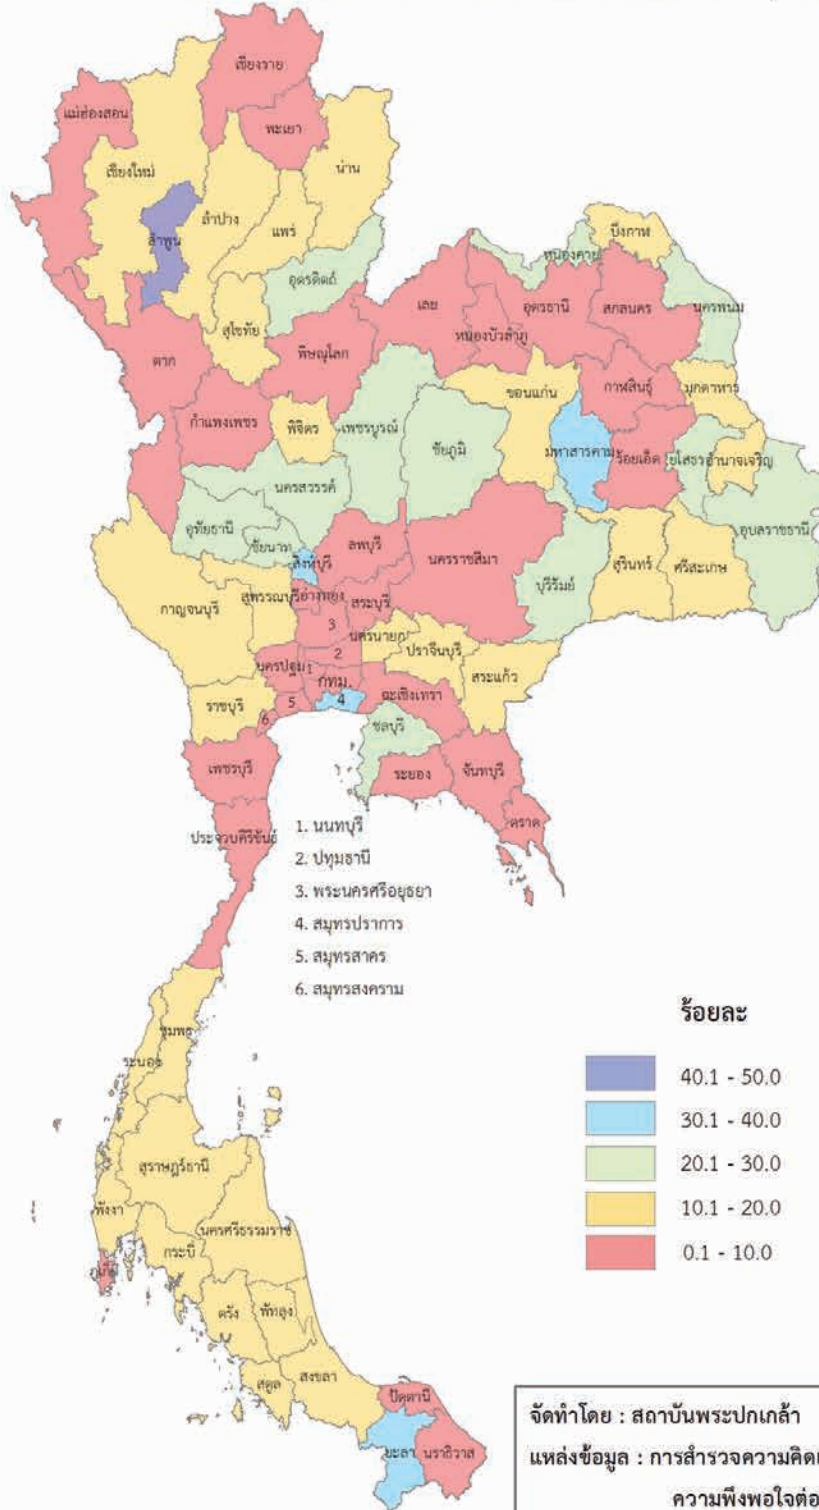 เชียงราย
แม่ฮ่องสอน
พะเยา
น่าน
เชียงใหม่
ลำปาง
แพร่
ลำพูน
บึงกาฬ
หนองคาย
อุตรดิตถ์
นครพนม
เลย
อุดรธานี
สกลนคร
สุโขทัย
หนองบัวลำภู
พิษณุโลก
ตาก
ขอนแก่น
กาฬสินธุ์
มุกดาหาร
กำแพงเพชร
พิจิตร
เพชรบูรณ์
ชัยภูมิ
มหาสารคาม
ร้อยเอ็ด
ยโสธร
อำนาจเจริญ
นครสวรรค์
อุทัยธานี
อุบลราชธานี
ชัยนาท
ลพบุรี
สิงห์บุรี
นครราชสีมา
สุรินทร์
ศรีสะเกษ
บุรีรัมย์
กาญจนบุรี
สุพรรณบุรี
อ่างทอง
สระบุรี
3
นครนายก
ปราจีนบุรี
2
นครปฐม
1
กทม.
สระแก้ว
ฉะเชิงเทรา
ราชบุรี
5
4
6
ชลบุรี
เพชรบุรี
ระยอง
จันทบุรี
ตราด
ประจวบคีรีขันธ์
1. นนทบุรี
2. ปทุมธานี
3. พระนครศรีอยุธยา
4. สมุทรปราการ
5. สมุทรสาคร
6. สมุทรสงคราม
ชุมพร
ระนอง
สุราษฎร์ธานี
พังงา
นครศรีธรรมราช
กระบี่
ภูเก็ต
ตรัง
พัทลุง
สตูล
สงขลา
ปัตตานี
ยะลา
นราธิวาส
ร้อยละ
40.1 - 50.0
30.1 - 40.0
20.1 - 30.0
10.1 - 20.0
0.1 - 10.0
จัดทำโดย : สถาบันพระปกเกล้า
แหล่งข้อมูล : การสำรวจความคิดเ
ความพึงพอใจต่อ